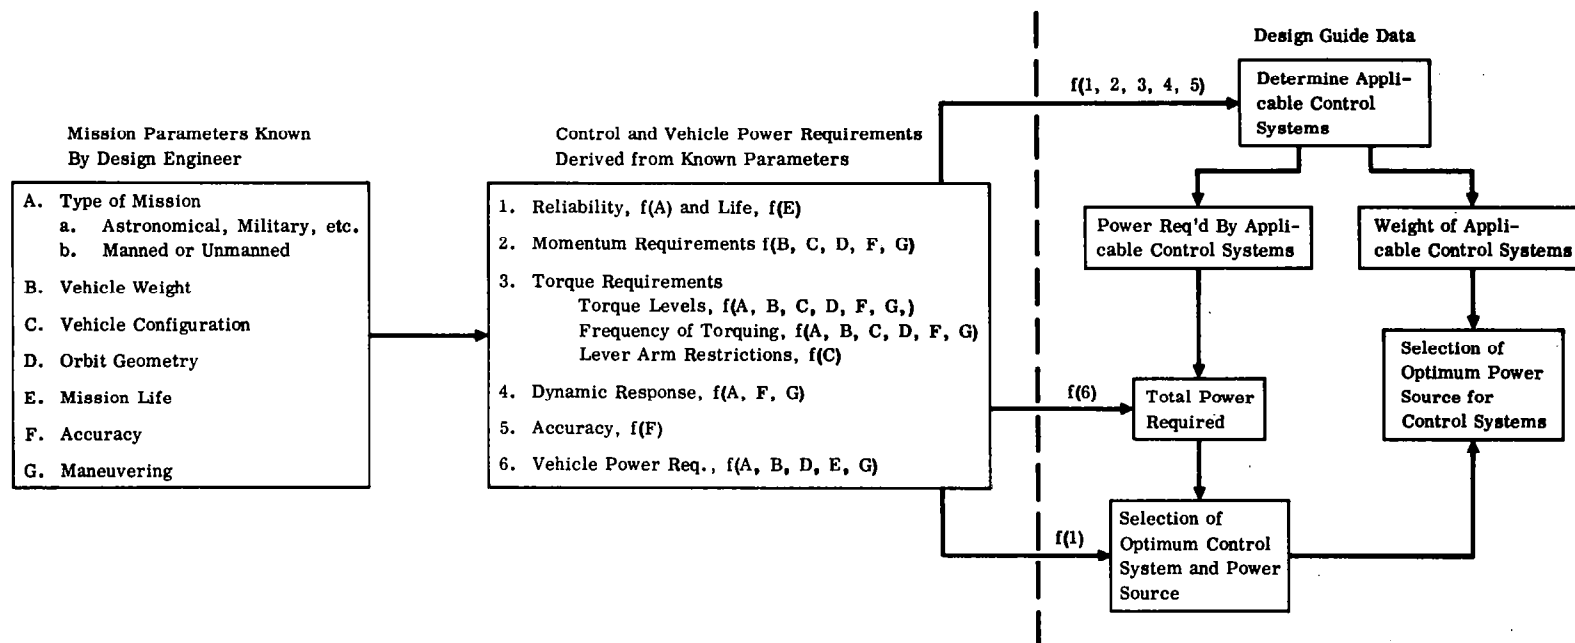 Mission Parameters Known
By Design Engineer
A. Type of Mission
a. Astronomical, Military, etc.
b. Manned or Unmanned
B. Vehicle Weight
C. Vehicle Configuration
D. Orbit Geometry
E. Mission Life
F. Accuracy
G. Maneuvering
Control and Vehicle Power Requirements
Derived from Known Parameters
1. Reliability, f(A) and Life, f(E)
2. Momentum Requirements f(B, C, D, F, G)
3. Torque Requirements
Torque Levels, f(A, B, C, D, F, G,)
Frequency of Torquing, f(A, B, C, D, F, G)
Lever Arm Restrictions, f(C)
4. Dynamic Response, f(A, F, G)
5. Accuracy, f(F)
6. Vehicle Power Req., f(A, B, D, E, G)
f(1, 2, 3, 4, 5)
f(6)
f(1)
Design Guide Data
Determine Appli-
cable Control
Systems
Power Req'd By Appli-
cable Control Systems
Weight of Appli-
cable Control Systems
Total Power
Required
Selection of
Optimum Power
Source for
Control Systems
Selection of
Optimum Control
System and Power
Source